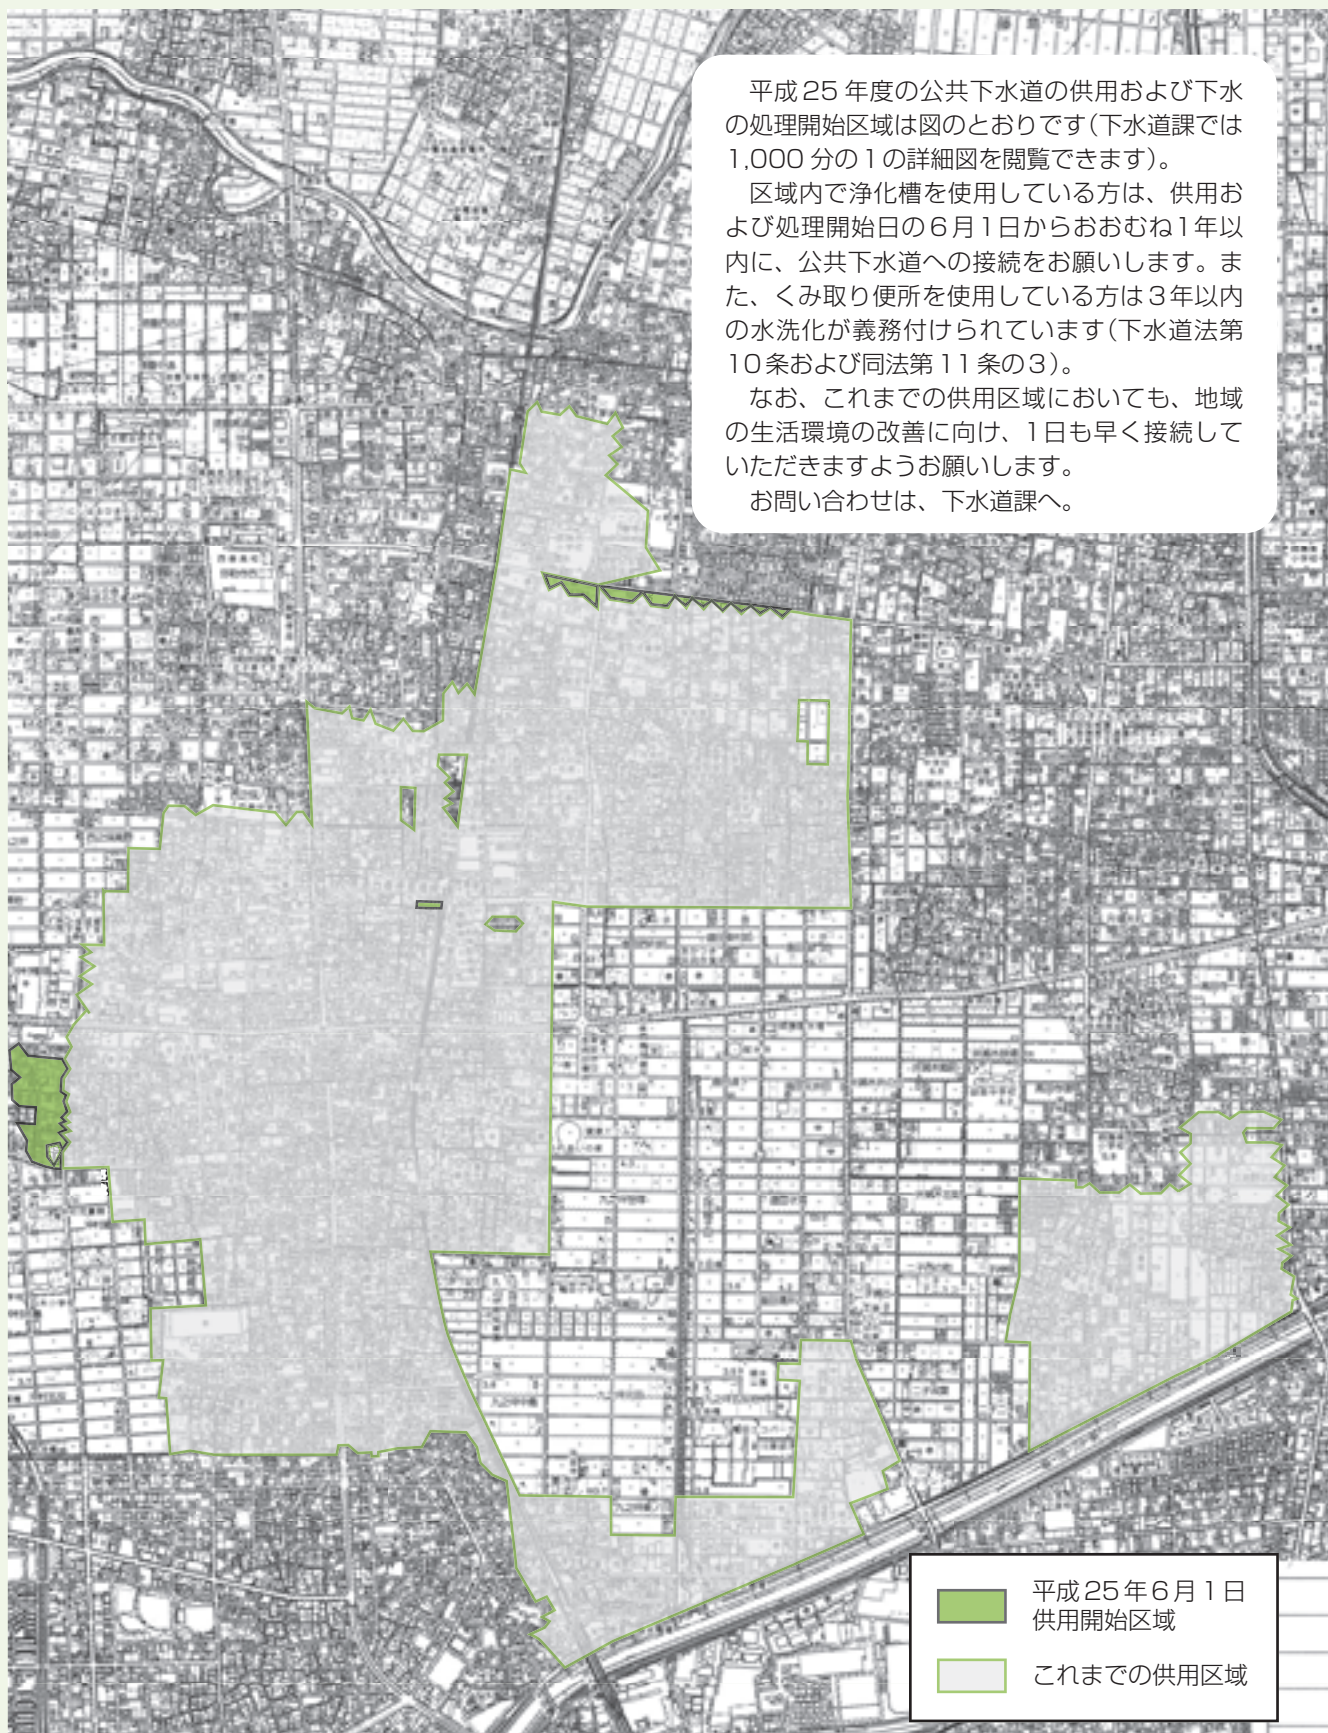 平成25年度の公共下水道の供用および下水
の処理開始区域は図のとおりです(下水道課では
1,000分の1の詳細図を閲覧できます)。
区域内で浄化槽を使用している方は、供用お
よび処理開始日の6月1日からおおむね1年以
内に、公共下水道への接続をお願いします。ま
た、くみ取り便所を使用している方は3年以内
の水洗化が義務付けられています(下水道法第
10条および同法第11条の3)。
なお、これまでの供用区域においても、地域
の生活環境の改善に向け、1日も早く接続して
いただきますようお願いします。
お問い合わせは、下水道課へ。
平成25年6月1日
供用開始区域
これまでの供用区域